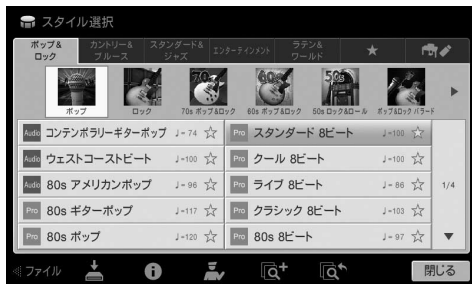 スタイル選択
ポップ&
ロック
カントリー&
ブルース
スタンダード&
ジャズ
エンターテインメント
ラテン&
ワールド
ポップ
ロック
70s
70s ポップ&ロック
60s
60s ポップ&ロック
50s
50s ロック&ロール
ポップ&ロック バラード
Audio コンテンポラリーギターポップ ♩= 74 ☆
Pro スタンダード 8ビート ♩=100 ☆
Audio ウェストコーストビート ♩=100 ☆
Pro クール 8ビート ♩=100 ☆
Audio 80s アメリカンポップ ♩= 96 ☆
Pro ライブ 8ビート ♩= 86 ☆
1/4
Pro 80s ギターポップ ♩=117 ☆
Pro クラシック 8ビート ♩=103 ☆
Pro 80s ポップ ♩=120 ☆
Pro 80s 8ビート ♩= 97 ☆
ファイル
閉じる